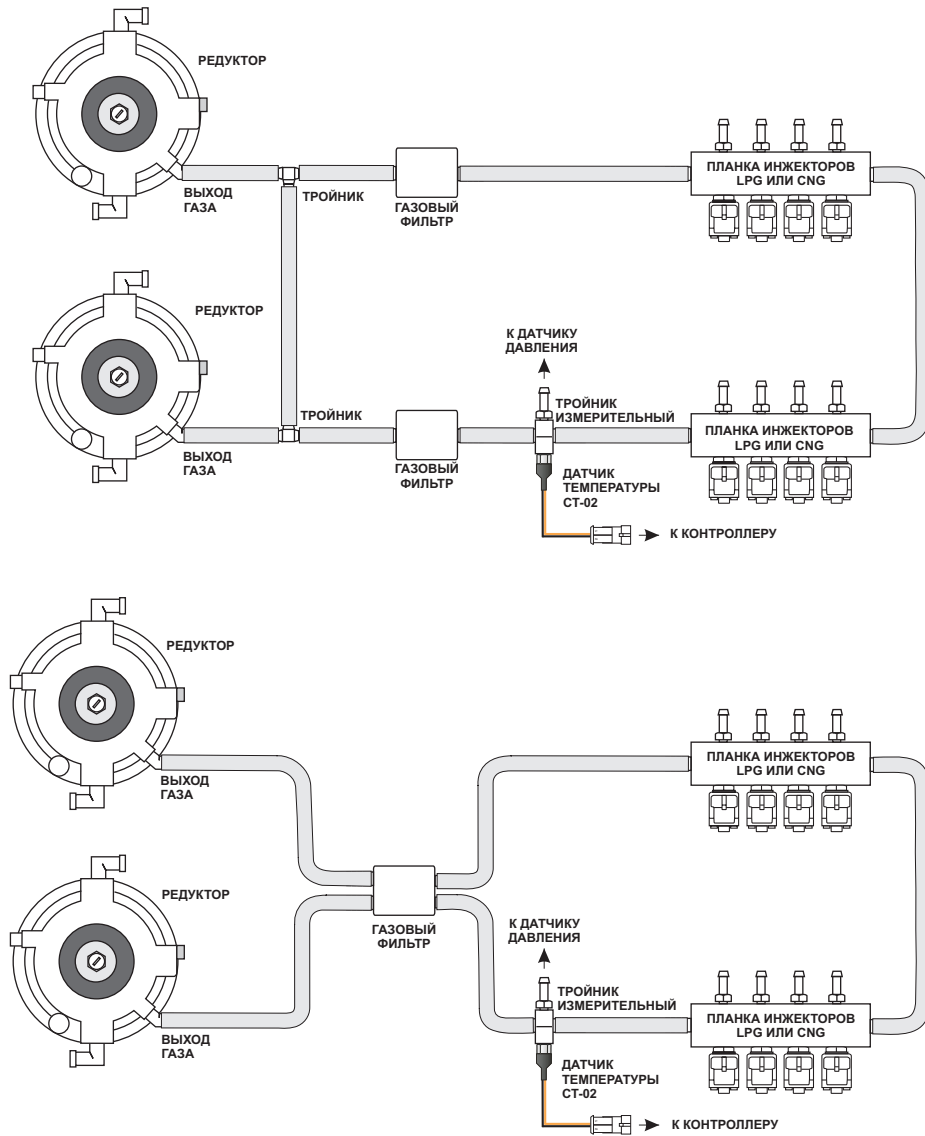 РЕДУКТОР
ПЛАНКА ИНЖЕКТОРОВ
LPG ИЛИ CNG
ВЫХОД
ГАЗА
ТРОЙНИК
ГАЗОВЫЙ
ФИЛЬТР
РЕДУКТОР
К ДАТЧИКУ
ДАВЛЕНИЯ
ТРОЙНИК
ТРОЙНИК
ИЗМЕРИТЕЛЬНЫЙ
ПЛАНКА ИНЖЕКТОРОВ
LPG ИЛИ CNG
ВЫХОД
ГАЗА
ГАЗОВЫЙ
ФИЛЬТР
ДАТЧИК
ТЕМПЕРАТУРЫ
СТ-02
К КОНТРОЛЛЕРУ
РЕДУКТОР
ПЛАНКА ИНЖЕКТОРОВ
LPG ИЛИ CNG
ВЫХОД
ГАЗА
РЕДУКТОР
ГАЗОВЫЙ
ФИЛЬТР
К ДАТЧИКУ
ДАВЛЕНИЯ
ТРОЙНИК
ИЗМЕРИТЕЛЬНЫЙ
ПЛАНКА ИНЖЕКТОРОВ
LPG ИЛИ CNG
ВЫХОД
ГАЗА
ДАТЧИК
ТЕМПЕРАТУРЫ
СТ-02
К КОНТРОЛЛЕРУ